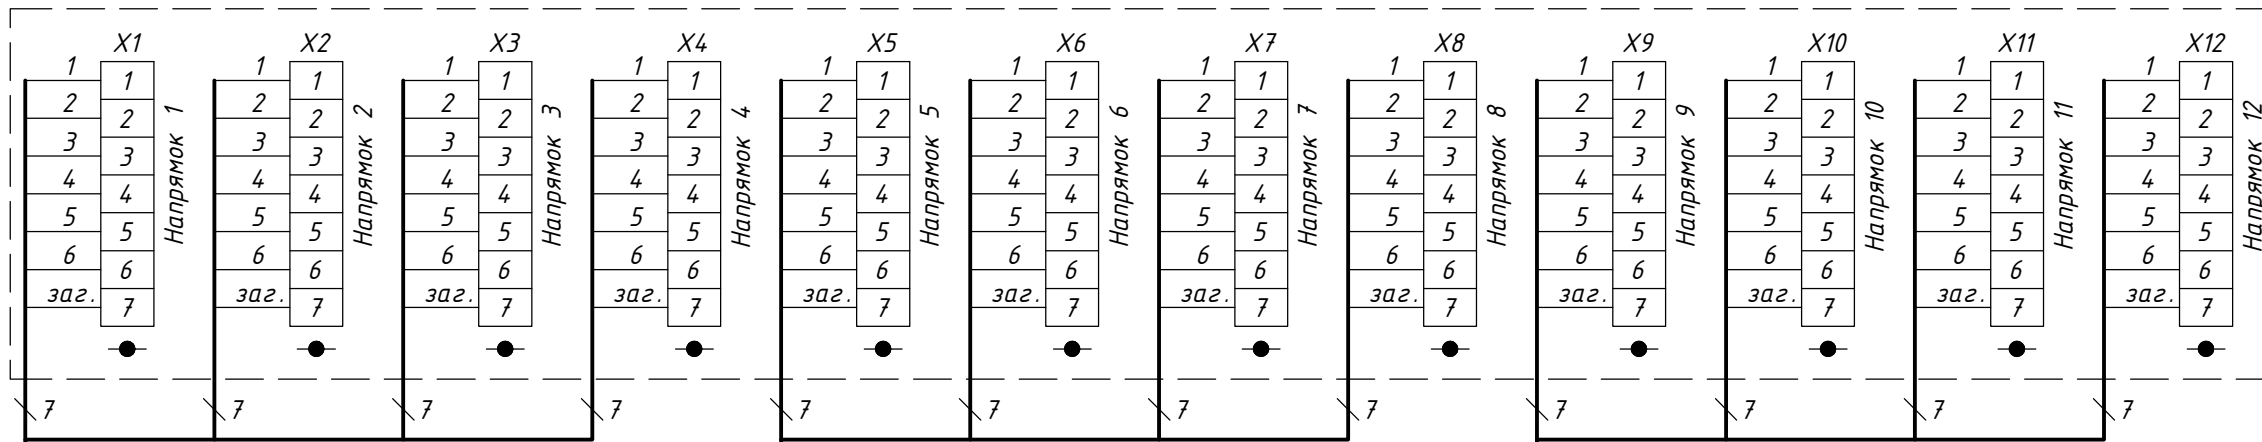 X1 X2 X3 X4 X5 X6 X7 X8 X9 X10 X11 X12
1 1 1 1 1 1 1 1 1 1 1 1
1 1 1 1 1 1 1 1 1 1 1 1
2 2 2 2 2 2 2 2 2 2 2 2
2 2 2 2 2 2 2 2 2 2 2 2
3 3 3 3 3 3 3 3 3 3 3 3
3 3 3 3 3 3 3 3 3 3 3 3
4 4 4 4 4 4 4 4 4 4 4 4
4 4 4 4 4 4 4 4 4 4 4 4
5 5 5 5 5 5 5 5 5 5 5 5
5 5 5 5 5 5 5 5 5 5 5 5
6 6 6 6 6 6 6 6 6 6 6 6
6 6 6 6 6 6 6 6 6 6 6 6
заг. заг. заг. заг. заг. заг. заг. заг. заг. заг. заг. заг.
7 7 7 7 7 7 7 7 7 7 7 7
Напрямок 1
Напрямок 2
Напрямок 3
Напрямок 4
Напрямок 5
Напрямок 6
Напрямок 7
Напрямок 8
Напрямок 9
Напрямок 10
Напрямок 11
Напрямок 12
7 7 7 7 7 7 7 7 7 7 7 7